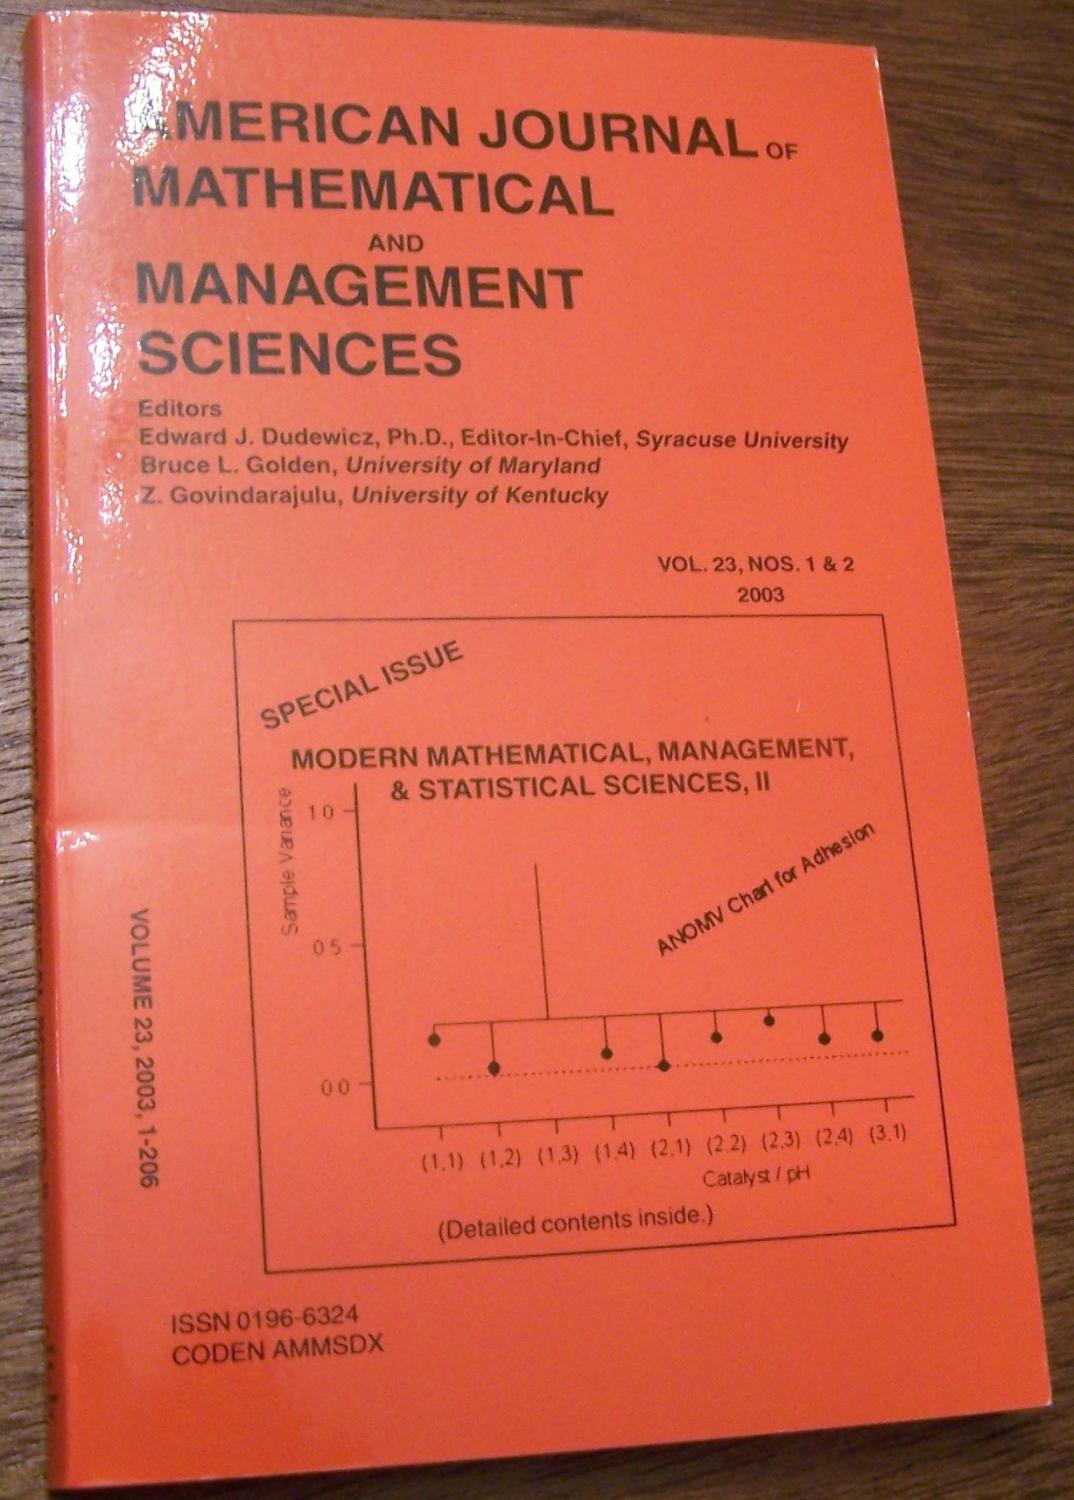 AMERICAN JOURNAL OF
MATHEMATICAL
AND
MANAGEMENT
SCIENCES
Editors
Edward J. Dudewicz, Ph.D., Editor-In-Chief, Syracuse University
Bruce L. Golden, University of Maryland
Z. Govindarajulu, University of Kentucky
VOL. 23, NOS. 1 & 2
2003
SPECIAL ISSUE
MODERN MATHEMATICAL, MANAGEMENT,
& STATISTICAL SCIENCES, II
Sample Variance
1 0
0 5
0 0
ANOMV Chart for Adhesion
(1,1) (1,2) (1,3) (1,4) (2,1) (2,2) (2,3) (2,4) (3,1)
Catalyst / pH
(Detailed contents inside.)
VOLUME 23, 2003, 1-206
ISSN 0196-6324
CODEN AMMSDX